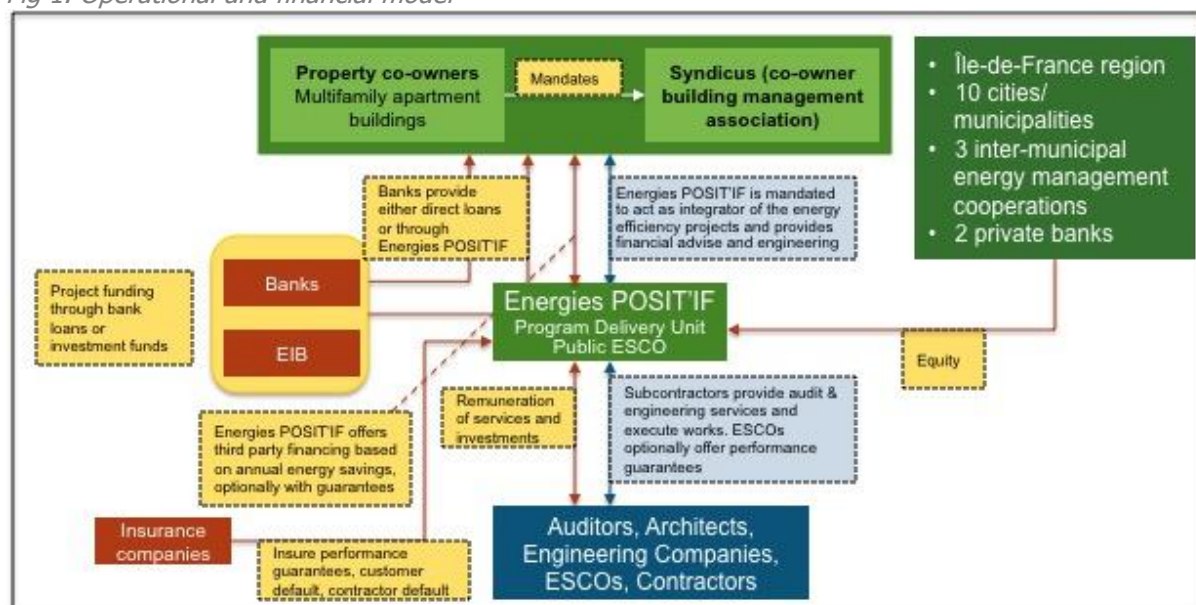 Fig 1: Operational and financial model
Property co-owners
Multifamily apartment
buildings
Mandates
Syndicus (co-owner
building management
association)
• Île-de-France region
• 10 cities/
municipalities
• 3 inter-municipal
energy management
cooperations
• 2 private banks
Banks provide
either direct loans
or through
Energies POSIT'IF
Energies POSIT'IF is mandated
to act as integrator of the energy
efficiency projects and provides
financial advise and engineering
Project funding
through bank
loans or
investment funds
Banks
EIB
Energies POSIT'IF
Program Delivery Unit
Public ESCO
Equity
Energies POSIT'IF offers
third party financing based
on annual energy savings,
optionally with guarantees
Remuneration
of services and
investments
Subcontractors provide audit &
engineering services and
execute works. ESCOs
optionally offer performance
guarantees
Insurance
companies
Insure performance
guarantees, customer
default, contractor default
Auditors, Architects,
Engineering Companies,
ESCOs, Contractors